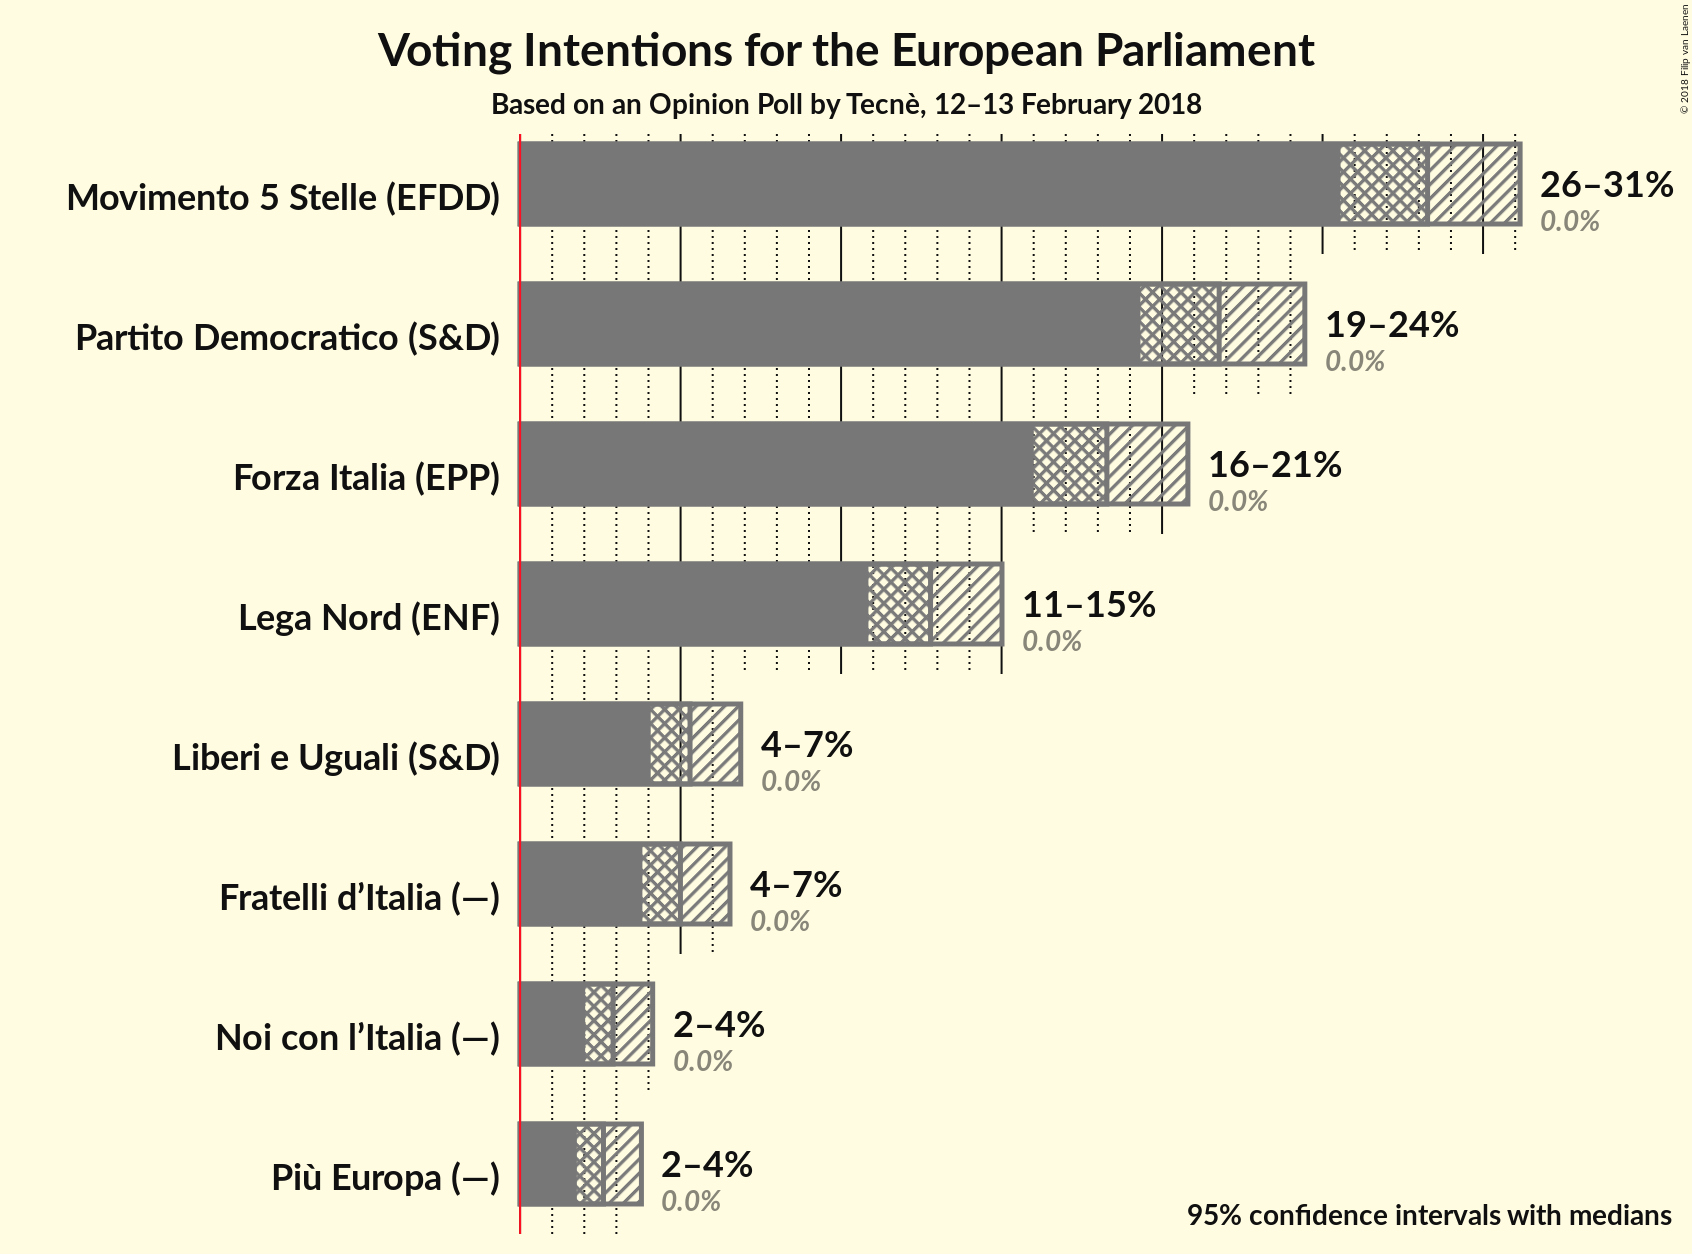 Voting Intentions for the European Parliament
Based on an Opinion Poll by Tecnè, 12–13 February 2018
© 2018 Filip van Laenen
Movimento 5 Stelle (EFDD)
26–31%
0.0%
Partito Democratico (S&D)
19–24%
0.0%
Forza Italia (EPP)
16–21%
0.0%
Lega Nord (ENF)
11–15%
0.0%
Liberi e Uguali (S&D)
4–7%
0.0%
Fratelli d’Italia (—)
4–7%
0.0%
Noi con l’Italia (—)
2–4%
0.0%
Più Europa (—)
2–4%
0.0%
95% confidence intervals with medians